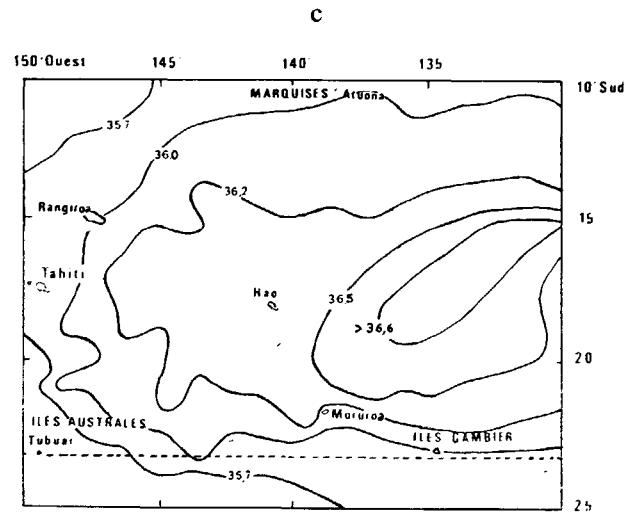 c
150°Ouest 145° 140° 135
MARQUISES Atuona 10°Sud
35,7
36,0
36,2
Rangiroa 15
Tahiti
Hao
36,5
> 36,6
20
Mururoa
ILES AUSTRALES
ILES GAMBIER
Tubuai
35,7
25